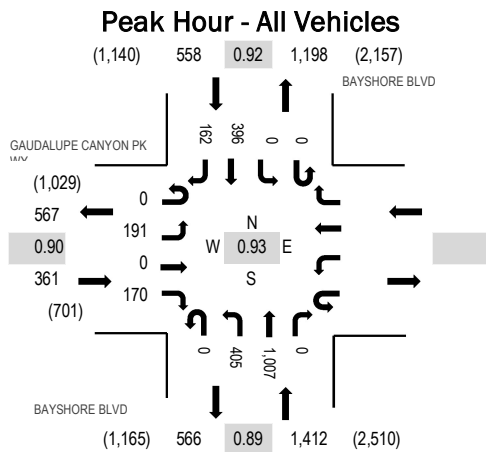 Peak Hour - All Vehicles
(1,140) 558 0.92 1,198 (2,157)
BAYSHORE BLVD
162 396 0 0
GAUDALUPE CANYON PK
WY
(1,029)
0
567
191
N
0.90
W 0.93 E
0
361
S
170
(701)
0 405 1,007 0
BAYSHORE BLVD
(1,165) 566 0.89 1,412 (2,510)